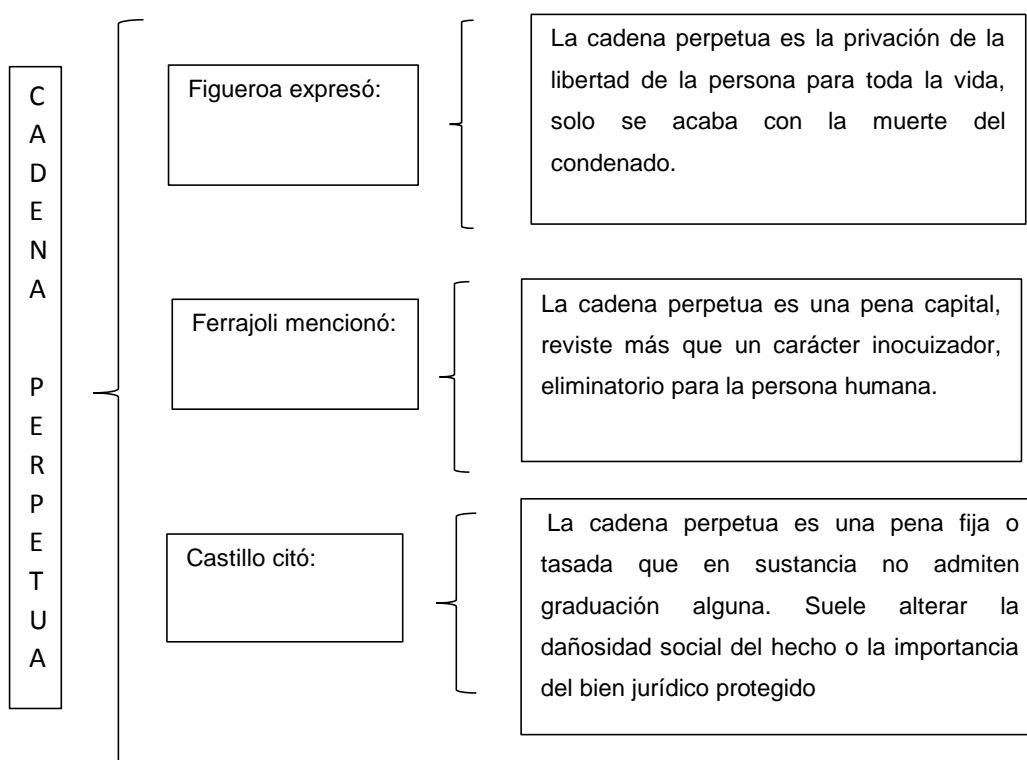 CADENA PERPETUA
Figueroa expresó:
La cadena perpetua es la privación de la
libertad de la persona para toda la vida,
solo se acaba con la muerte del
condenado.
Ferrajoli mencionó:
La cadena perpetua es una pena capital,
reviste más que un carácter inocuizador,
eliminatorio para la persona humana.
Castillo citó:
La cadena perpetua es una pena fija o
tasada que en sustancia no admiten
graduación alguna. Suele alterar la
dañosidad social del hecho o la importancia
del bien jurídico protegido